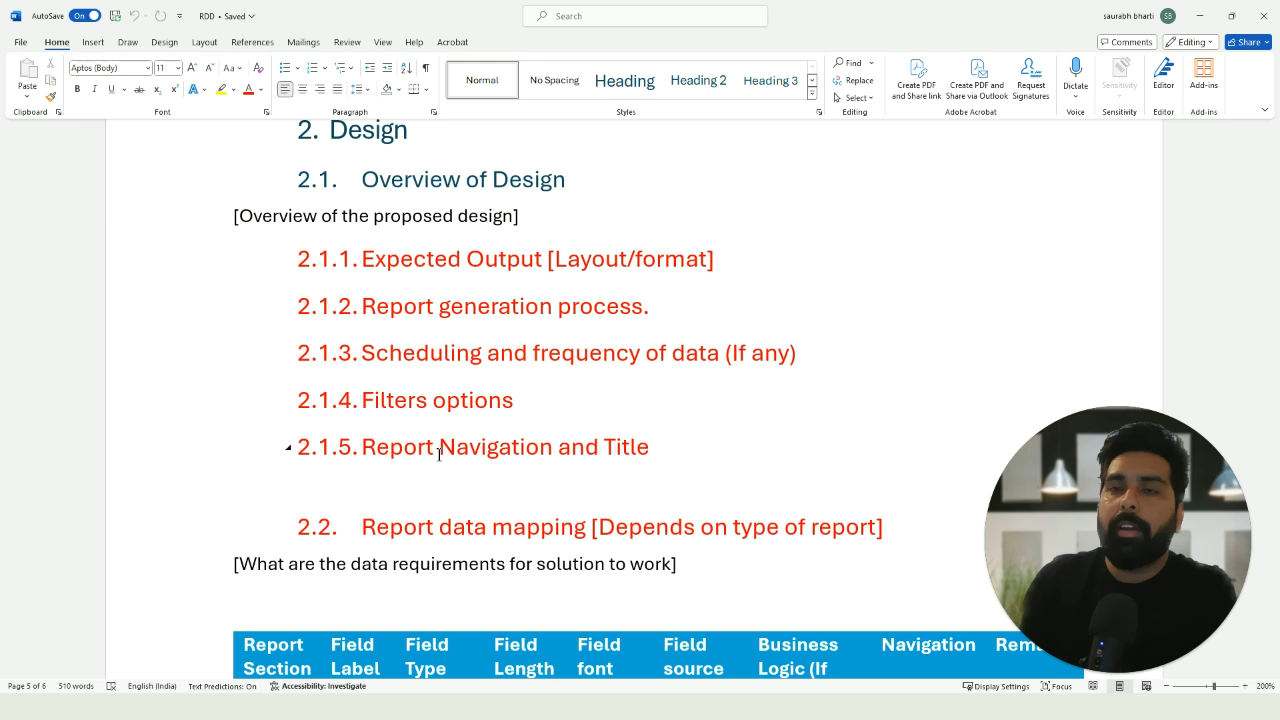 AutoSave On RDD • Saved Search saurabh bharti SB
File Home Insert Draw Design Layout References Mailings Review View Help Acrobat Comments Editing Share
Paste Aptos (Body) 11 Normal No Spacing Heading Heading 2 Heading 3 Find Replace Select Create PDF and Share link Create PDF and Share via Outlook Request Signatures Dictate Sensitivity Editor Add-ins
Clipboard Font Paragraph Styles Editing Adobe Acrobat Voice Sensitivity Editor Add-ins
2. Design
2.1. Overview of Design
[Overview of the proposed design]
2.1.1. Expected Output [Layout/format]
2.1.2. Report generation process.
2.1.3. Scheduling and frequency of data (If any)
2.1.4. Filters options
2.1.5. Report Navigation and Title
2.2. Report data mapping [Depends on type of report]
[What are the data requirements for solution to work]
Report Field Field Field Field Field Business Navigation
Section Label Type Length font source Logic (If
Page 5 of 6 510 words English (India) Text Predictions: On Accessibility: Investigate Display Settings Focus 200%